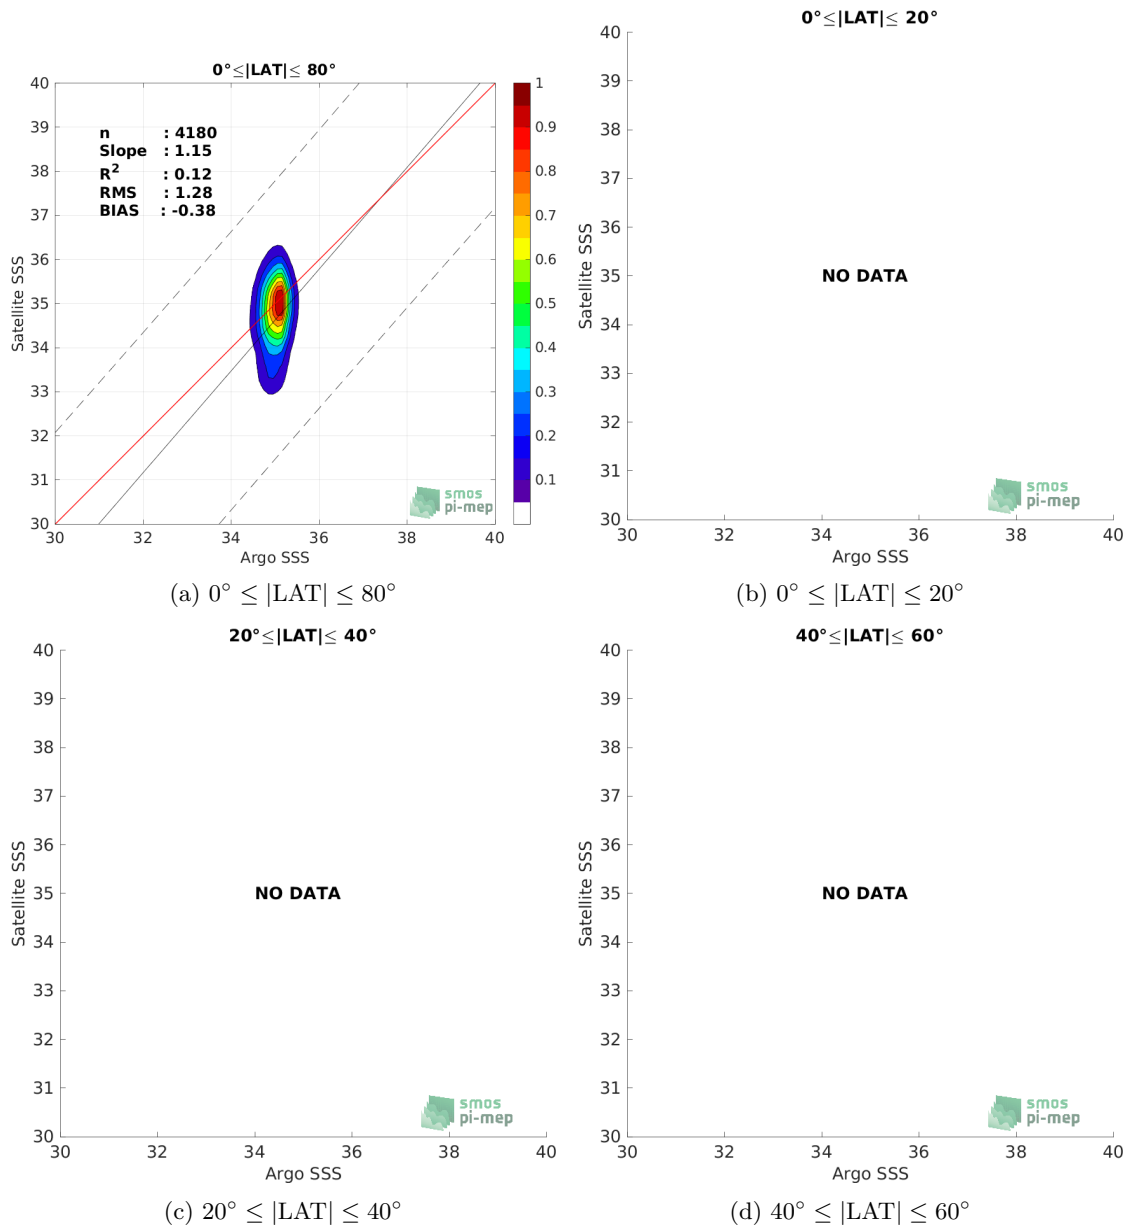 0°≤|LAT|≤ 80°
40
39
38
37
36
35
34
33
32
31
30
Satellite SSS
n : 4180
Slope : 1.15
R² : 0.12
RMS : 1.28
BIAS : -0.38
30 32 34 36 38 40
Argo SSS
1
0.9
0.8
0.7
0.6
0.5
0.4
0.3
0.2
0.1
smos
pi-mep
(a) 0° ≤ |LAT| ≤ 80°
0°≤|LAT|≤ 20°
40
39
38
37
36
35
34
33
32
31
30
Satellite SSS
NO DATA
smos
pi-mep
30 32 34 36 38 40
Argo SSS
(b) 0° ≤ |LAT| ≤ 20°
20°≤|LAT|≤ 40°
40
39
38
37
36
35
34
33
32
31
30
Satellite SSS
NO DATA
smos
pi-mep
30 32 34 36 38 40
Argo SSS
(c) 20° ≤ |LAT| ≤ 40°
40°≤|LAT|≤ 60°
40
39
38
37
36
35
34
33
32
31
30
Satellite SSS
NO DATA
smos
pi-mep
30 32 34 36 38 40
Argo SSS
(d) 40° ≤ |LAT| ≤ 60°